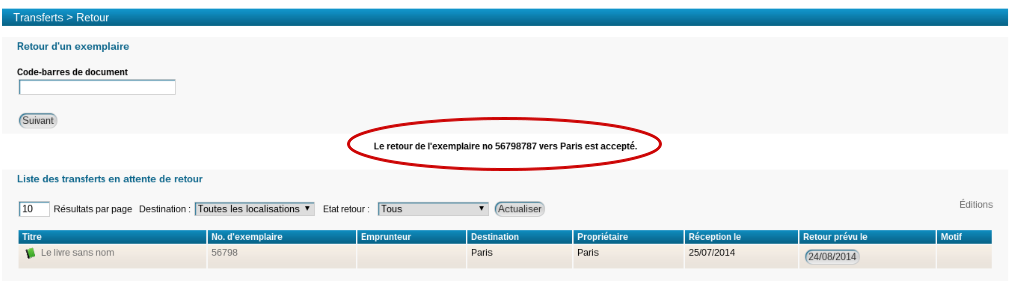 Transferts > Retour
Retour d'un exemplaire
Code-barres de document
Suivant
Le retour de l'exemplaire no 56798787 vers Paris est accepté.
Liste des transferts en attente de retour
10 Résultats par page Destination : Toutes les localisations Etat retour : Tous Actualiser Éditions
Titre No. d'exemplaire Emprunteur Destination Propriétaire Réception le Retour prévu le Motif
Le livre sans nom 56798 Paris Paris 25/07/2014 24/08/2014